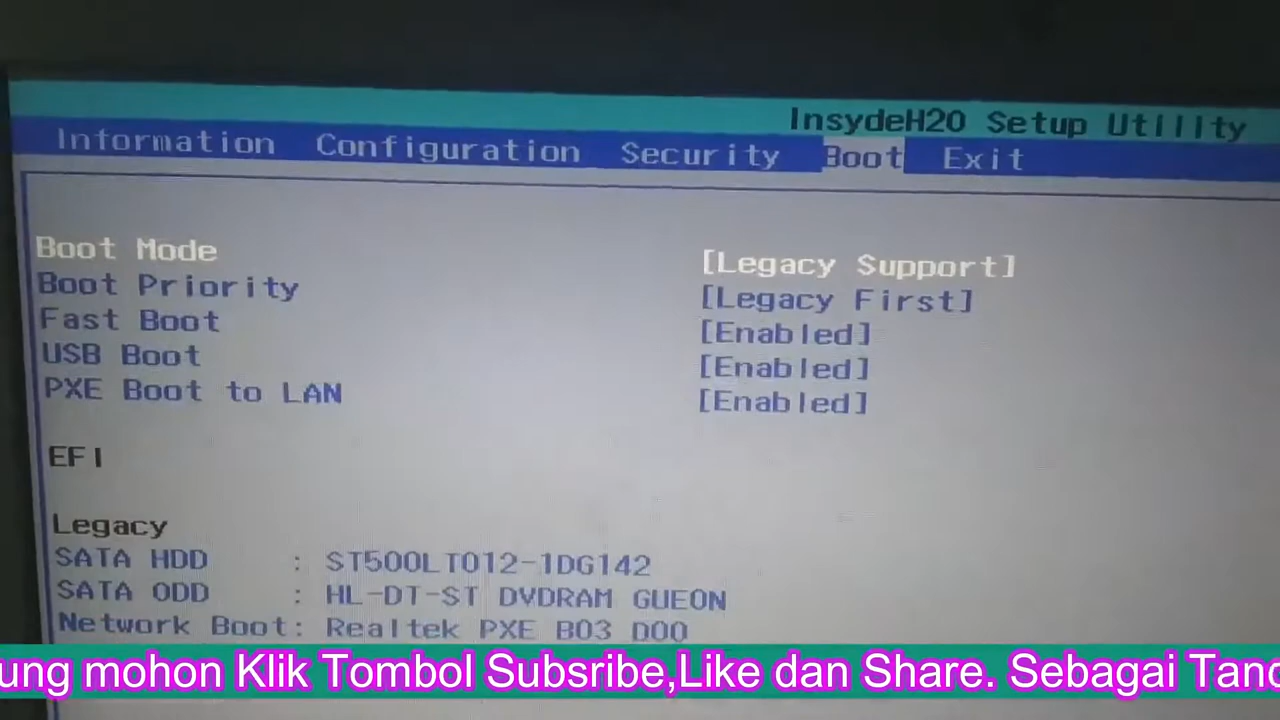 InsydeH20 Setup Utility
Information Configuration Security Boot Exit
Boot Mode [Legacy Support]
Boot Priority [Legacy First]
Fast Boot [Enabled]
USB Boot [Enabled]
PXE Boot to LAN [Enabled]
EFI
Legacy
SATA HDD : ST500LT012-1DG142
SATA ODD : HL-DT-ST DVDRAM GUEON
Network Boot: Realtek PXE B03 D00
ung mohon Klik Tombol Subsribe,Like dan Share. Sebagai Tand